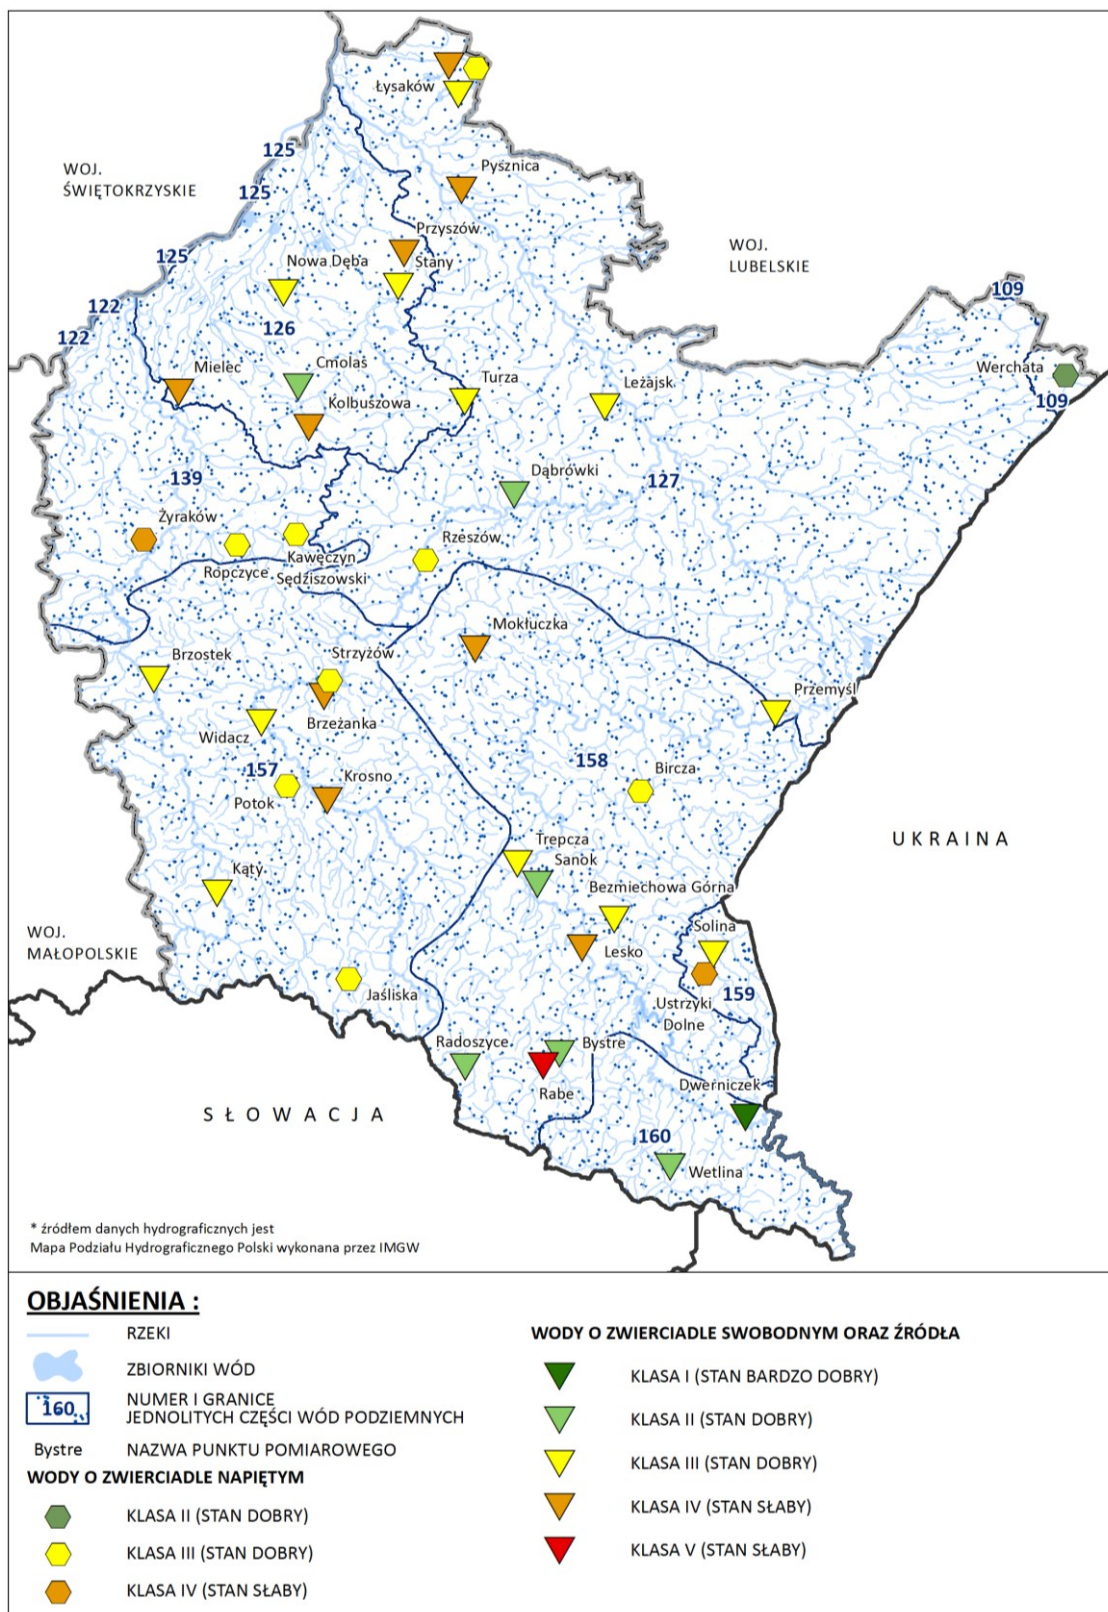 Łysaków
WOJ.
ŚWIĘTOKRZYSKIE
125
Pysznica
125
Przyszów
WOJ.
LUBELSKIE
125
Nowa Dęba
Stany
109
122
126
122
Mielec
Cmolas
Turza
Leżajsk
Werchata
Kolbuszowa
109
139
Dąbrówki
127
Żyraków
Rzeszów
Ropczyce
Kawęczyn
Sędziszowski
Mokłuczka
Brzostek
Strzyżów
Przemyśl
Widacz
Brzeżanka
157
158
Krosno
Bircza
Potok
Trepcza
Sanok
UKRAINA
Kąty
Bezmiechowa Górna
WOJ.
MAŁOPOLSKIE
Solina
Lesko
Jaśliska
Ustrzyki
Dolne
159
Radoszyce
Bystre
Rabe
Dwerniczek
SŁOWACJA
160
Wetlina
* źródłem danych hydrograficznych jest
Mapa Podziału Hydrograficznego Polski wykonana przez IMGW
OBJAŚNIENIA :
RZEKI
ZBIORNIKI WÓD
160
NUMER I GRANICE
JEDNOLITYCH CZĘŚCI WÓD PODZIEMNYCH
Bystre
NAZWA PUNKTU POMIAROWEGO
WODY O ZWIERCIADLE NAPIĘTYM
KLASA II (STAN DOBRY)
KLASA III (STAN DOBRY)
KLASA IV (STAN SŁABY)
WODY O ZWIERCIADLE SWOBODNYM ORAZ ŹRÓDŁA
KLASA I (STAN BARDZO DOBRY)
KLASA II (STAN DOBRY)
KLASA III (STAN DOBRY)
KLASA IV (STAN SŁABY)
KLASA V (STAN SŁABY)